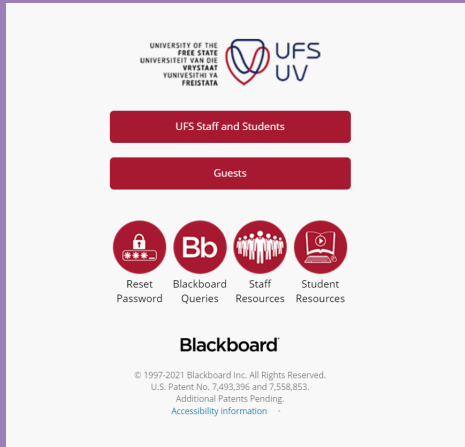 UNIVERSITY OF THE
FREE STATE
UNIVERSITEIT VAN DIE
VRYSTAAT
YUNIVESITHI YA
FREISTATA
UFS
UV
UFS Staff and Students
Guests
***_
Bb
Reset
Password
Blackboard
Queries
Staff
Resources
Student
Resources
Blackboard
© 1997-2021 Blackboard Inc. All Rights Reserved.
U.S. Patent No. 7,493,396 and 7,558,853.
Additional Patents Pending.
Accessibility information